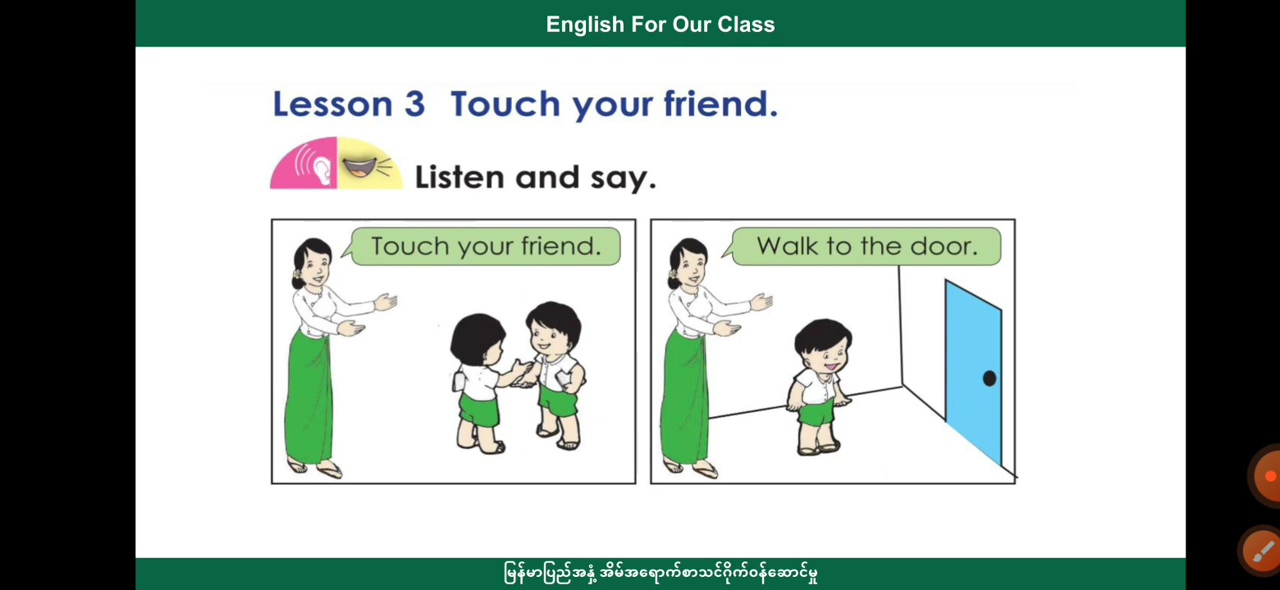 English For Our Class
Lesson 3 Touch your friend.
Listen and say.
Touch your friend.
Walk to the door.
မြန်မာပြည်အနှံ့ အိမ်အရောက်စာသင်ဂိုက်ဝန်ဆောင်မှု